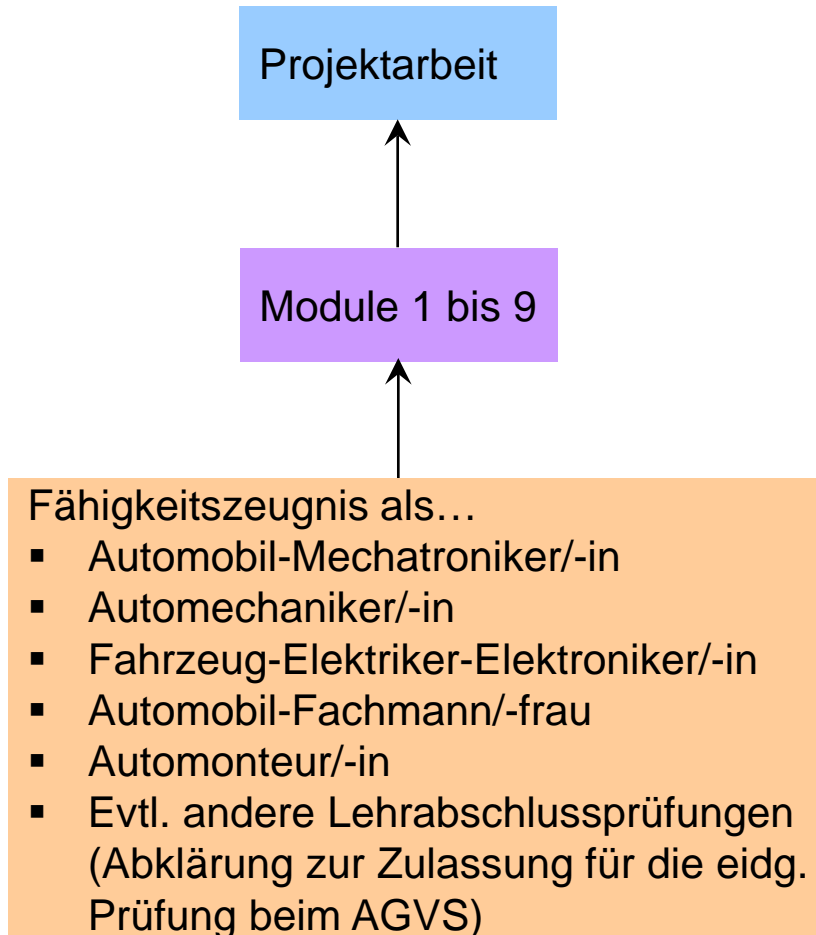 Projektarbeit
Module 1 bis 9
Fähigkeitszeugnis als…
▪ Automobil-Mechatroniker/-in
▪ Automechaniker/-in
▪ Fahrzeug-Elektriker-Elektroniker/-in
▪ Automobil-Fachmann/-frau
▪ Automonteur/-in
▪ Evtl. andere Lehrabschlussprüfungen
(Abklärung zur Zulassung für die eidg.
Prüfung beim AGVS)